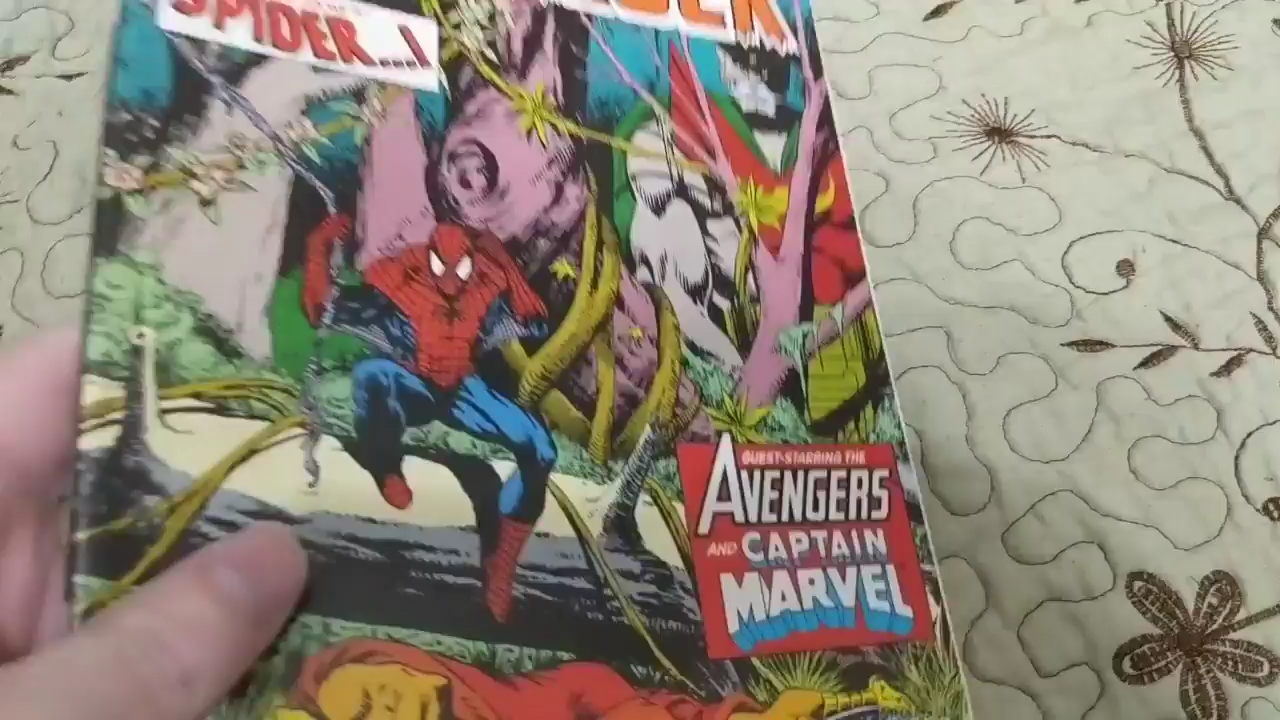 SPIDER...!
GUEST-STARRING THE
AVENGERS
AND CAPTAIN
MARVEL